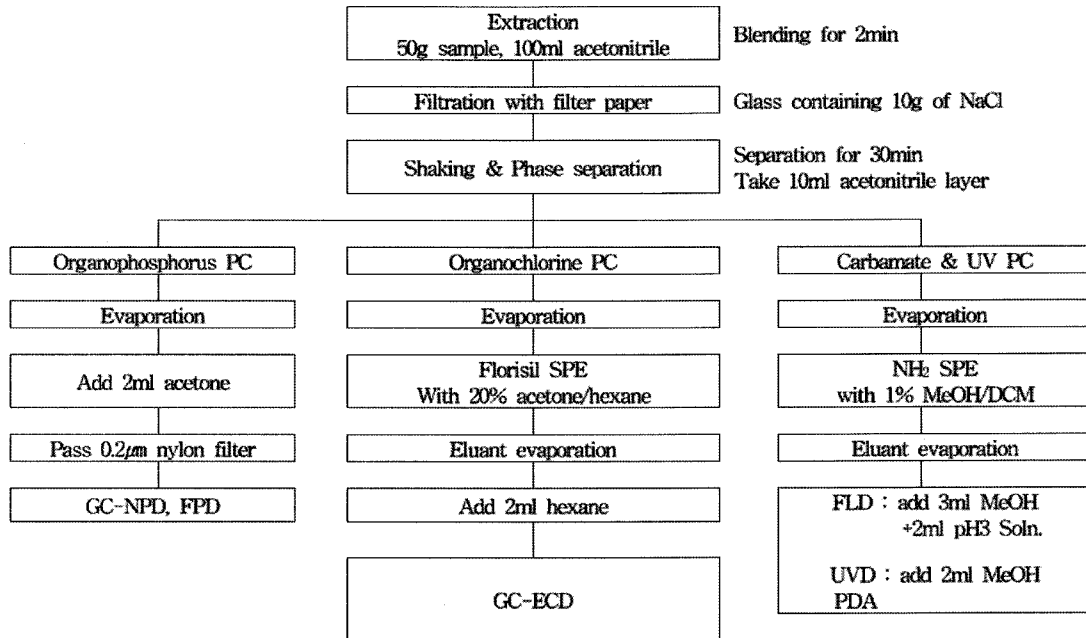 Extraction
50g sample, 100ml acetonitrile
Blending for 2min
Filtration with filter paper
Glass containing 10g of NaCl
Shaking & Phase separation
Separation for 30min
Take 10ml acetonitrile layer
Organophosphorus PC
Evaporation
Add 2ml acetone
Pass 0.2㎛ nylon filter
GC-NPD, FPD
Organochlorine PC
Evaporation
Florisil SPE
With 20% acetone/hexane
Eluant evaporation
Add 2ml hexane
GC-ECD
Carbamate & UV PC
Evaporation
NH₂ SPE
with 1% MeOH/DCM
Eluant evaporation
FLD : add 3ml MeOH
+2ml pH3 Soln.
UVD : add 2ml MeOH
PDA